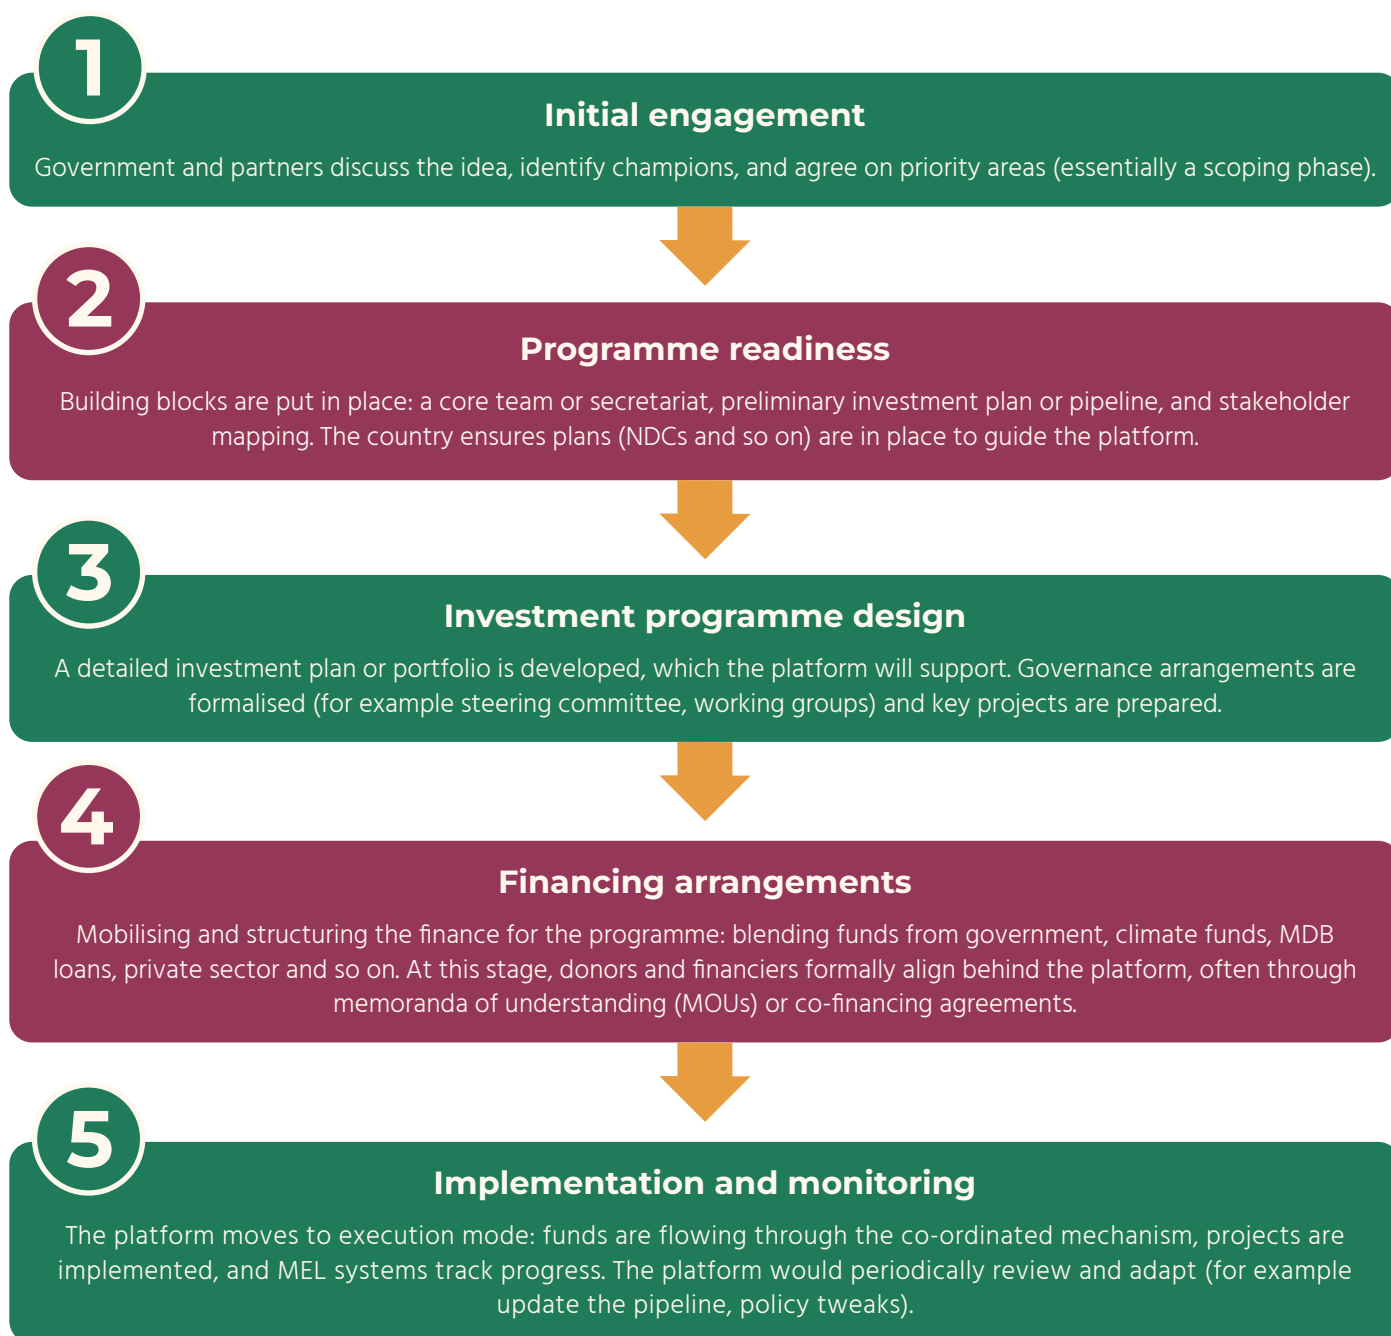 1
Initial engagement
Government and partners discuss the idea, identify champions, and agree on priority areas (essentially a scoping phase).
2
Programme readiness
Building blocks are put in place: a core team or secretariat, preliminary investment plan or pipeline, and stakeholder
mapping. The country ensures plans (NDCs and so on) are in place to guide the platform.
3
Investment programme design
A detailed investment plan or portfolio is developed, which the platform will support. Governance arrangements are
formalised (for example steering committee, working groups) and key projects are prepared.
4
Financing arrangements
Mobilising and structuring the finance for the programme: blending funds from government, climate funds, MDB
loans, private sector and so on. At this stage, donors and financiers formally align behind the platform, often through
memoranda of understanding (MOUs) or co-financing agreements.
5
Implementation and monitoring
The platform moves to execution mode: funds are flowing through the co-ordinated mechanism, projects are
implemented, and MEL systems track progress. The platform would periodically review and adapt (for example
update the pipeline, policy tweaks).